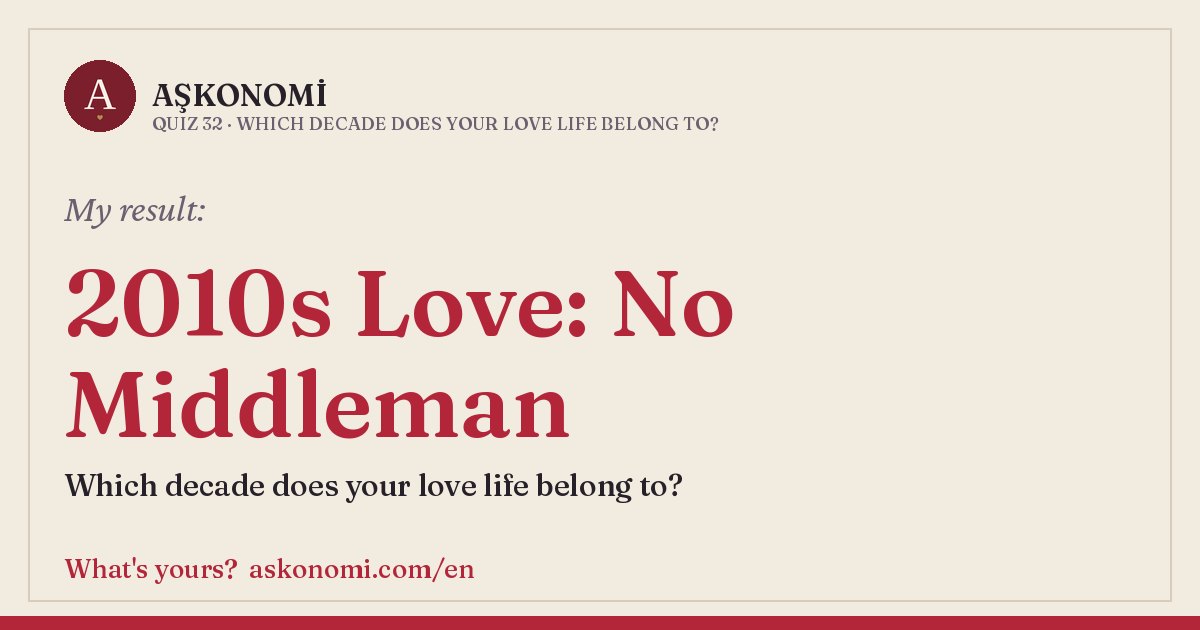 A
AŞKONOMİ
QUIZ 32 · WHICH DECADE DOES YOUR LOVE LIFE BELONG TO?
My result:
2010s Love: No
Middleman
Which decade does your love life belong to?
What's yours? askonomi.com/en